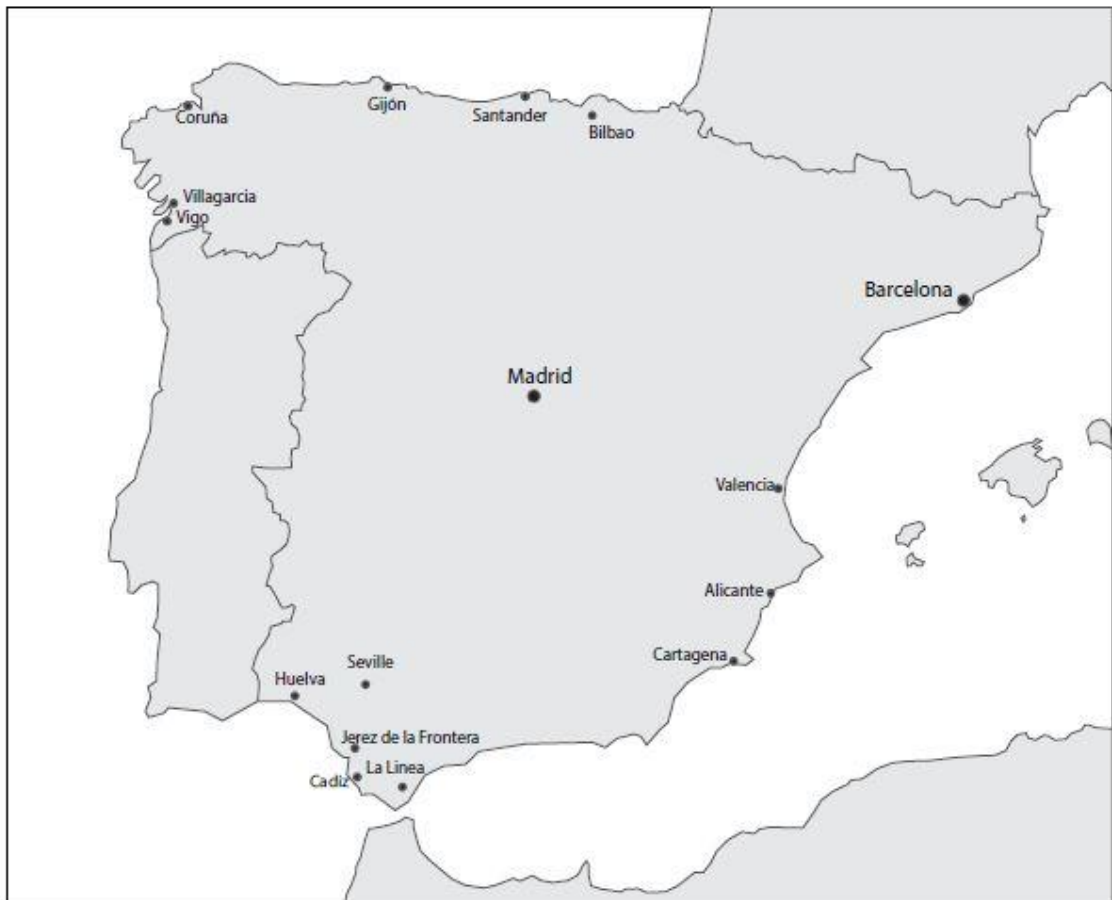 Coruña
Gijón
Santander
Bilbao
Villagarcia
Vigo
Barcelona
Madrid
Valencia
Alicante
Cartagena
Seville
Huelva
Jerez de la Frontera
La Linea
Cadiz